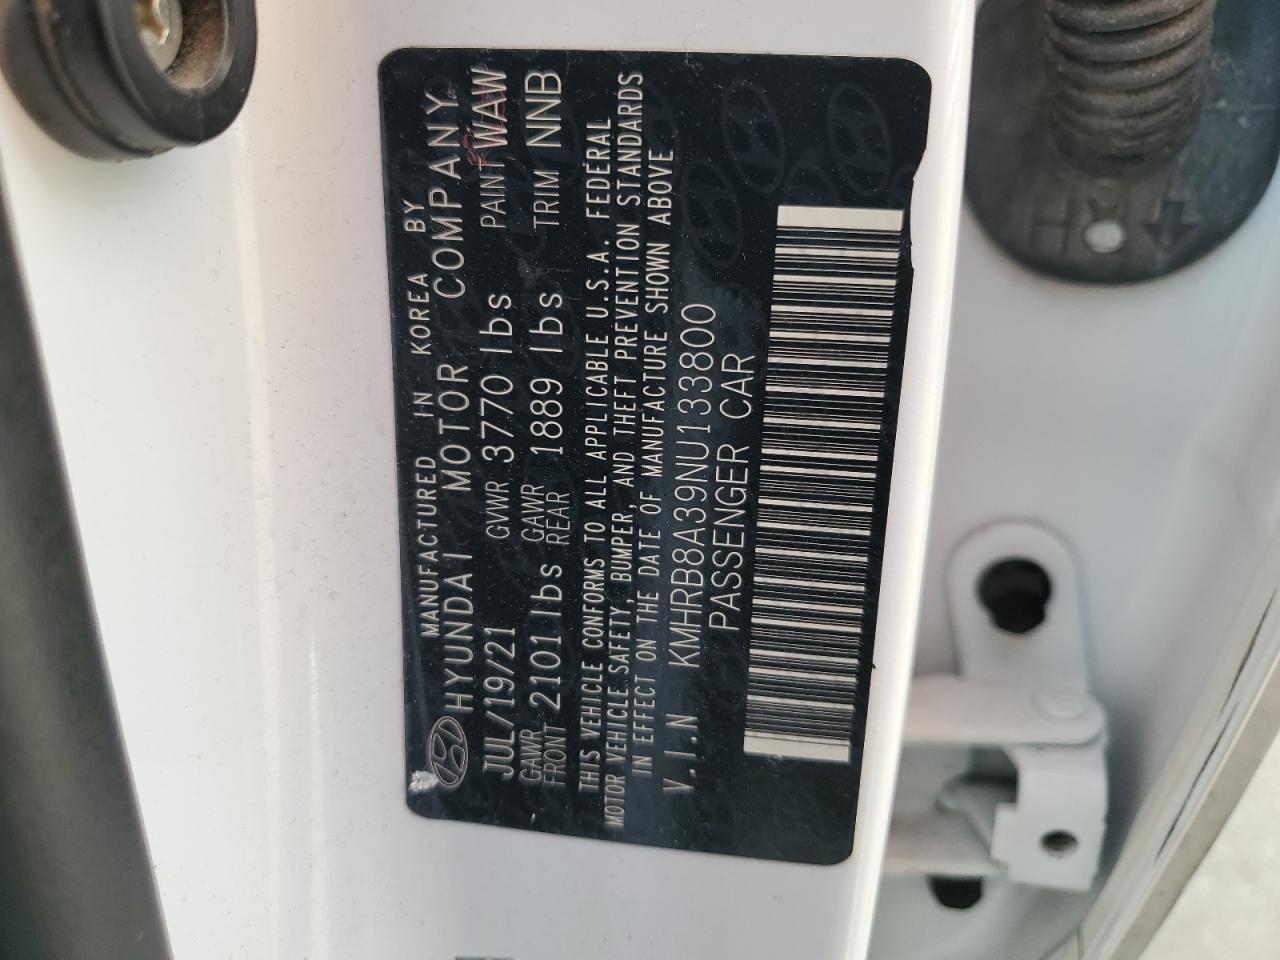 MANUFACTURED IN KOREA BY
HYUNDAI MOTOR COMPANY
JUL/19/21 GVWR 3770 lbs PAINT WAW
GAWR FRONT 2101 lbs GAWR REAR 1889 lbs TRIM NNB
THIS VEHICLE CONFORMS TO ALL APPLICABLE U.S.A. FEDERAL
MOTOR VEHICLE SAFETY, BUMPER, AND THEFT PREVENTION STANDARDS
IN EFFECT ON THE DATE OF MANUFACTURE SHOWN ABOVE
V.I.N KMHRB8A39NU133800
PASSENGER CAR